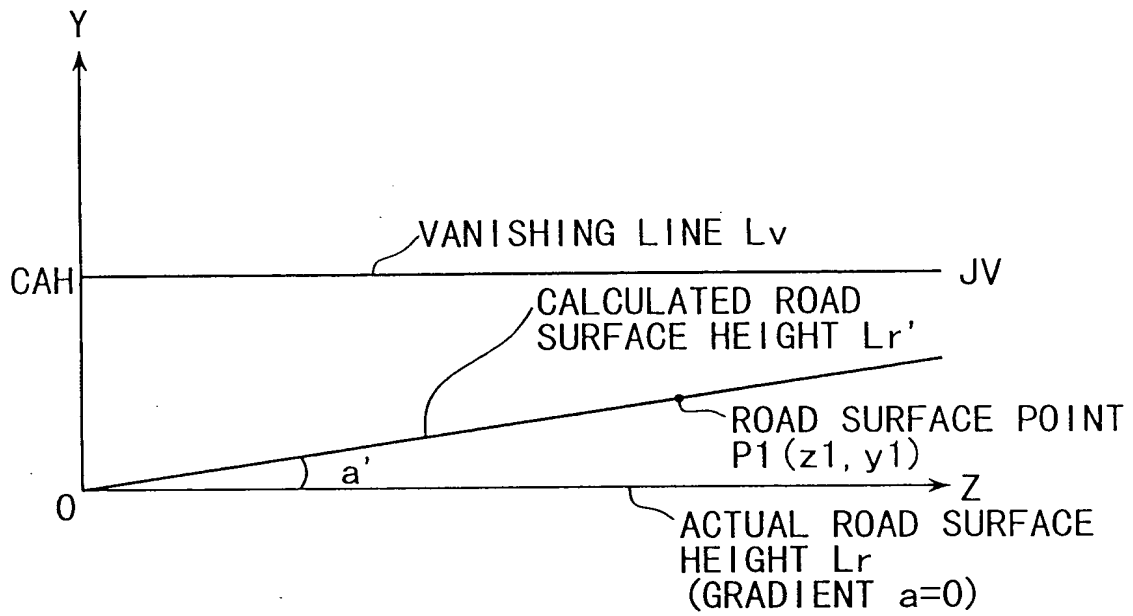 Y
VANISHING LINE Lv
CAH
JV
CALCULATED ROAD
SURFACE HEIGHT Lr'
ROAD SURFACE POINT
P1(z1, y1)
a'
0
Z
ACTUAL ROAD SURFACE
HEIGHT Lr
(GRADIENT a=0)